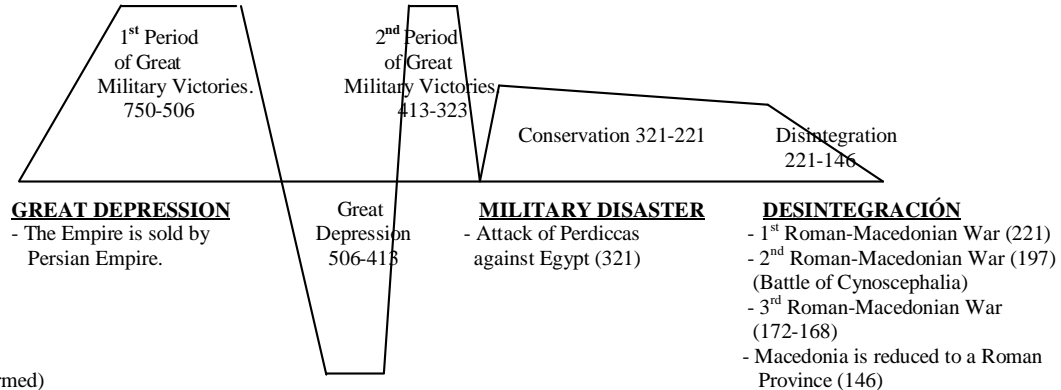 1st Period
of Great
Military Victories.
750-506
2nd Period
of Great
Military Victories
413-323
Conservation 321-221
Disintegration
221-146
GREAT DEPRESSION
- The Empire is sold by
Persian Empire.
Great
Depression
506-413
MILITARY DISASTER
- Attack of Perdiccas
against Egypt (321)
DESINTEGRACIÓN
- 1st Roman-Macedonian War (221)
- 2nd Roman-Macedonian War (197)
(Battle of Cynoscephalia)
- 3rd Roman-Macedonian War
(172-168)
- Macedonia is reduced to a Roman
Province (146)
rmed)